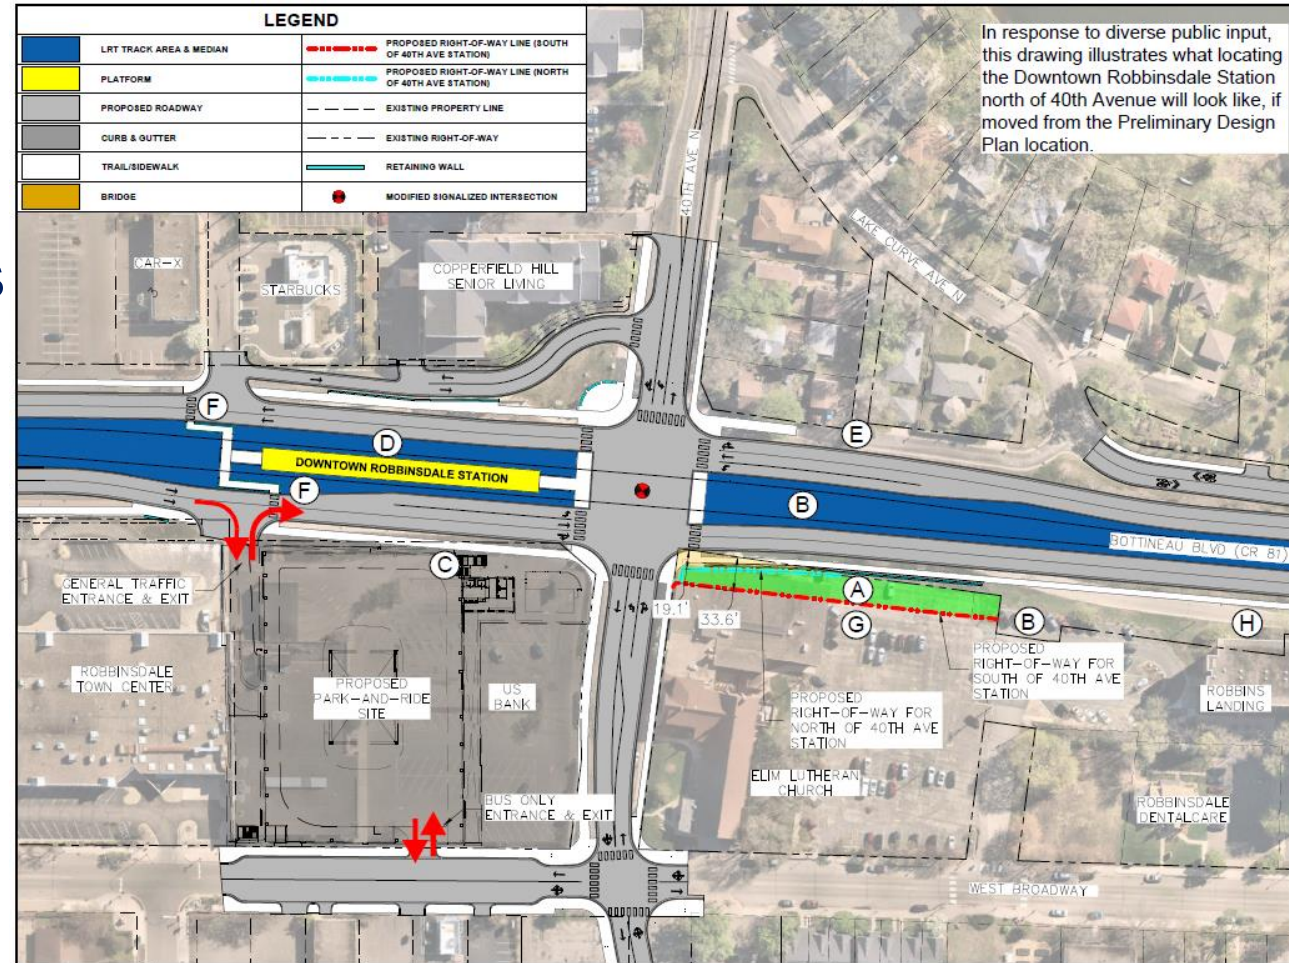 LEGEND
LRT TRACK AREA & MEDIAN
PLATFORM
PROPOSED ROADWAY
CURB & GUTTER
TRAIL/SIDEWALK
BRIDGE
PROPOSED RIGHT-OF-WAY LINE (SOUTH
OF 40TH AVE STATION)
PROPOSED RIGHT-OF-WAY LINE (NORTH
OF 40TH AVE STATION)
EXISTING PROPERTY LINE
EXISTING RIGHT-OF-WAY
RETAINING WALL
MODIFIED SIGNALIZED INTERSECTION
In response to diverse public input,
this drawing illustrates what locating
the Downtown Robbinsdale Station
north of 40th Avenue will look like, if
moved from the Preliminary Design
Plan location.
40TH AVE N
LAKE CURVE AVE N
CAR-X
STARBUCKS
COPPERFIELD HILL
SENIOR LIVING
S
F
D
E
DOWNTOWN ROBBINSDALE STATION
F
B
BOTTINEAU BLVD (CR 81)
C
GENERAL TRAFFIC
ENTRANCE & EXIT
A
19.1'
33.6'
G
B
H
ROBBINSDALE
TOWN CENTER
PROPOSED
PARK-AND-RIDE
SITE
US
BANK
PROPOSED
RIGHT-OF-WAY FOR
NORTH OF 40TH AVE
STATION
PROPOSED
RIGHT-OF-WAY FOR
SOUTH OF 40TH AVE
STATION
ROBBINS
LANDING
ELIM LUTHERAN
CHURCH
BUS ONLY
ENTRANCE & EXIT
ROBBINSDALE
DENTALCARE
WEST BROADWAY